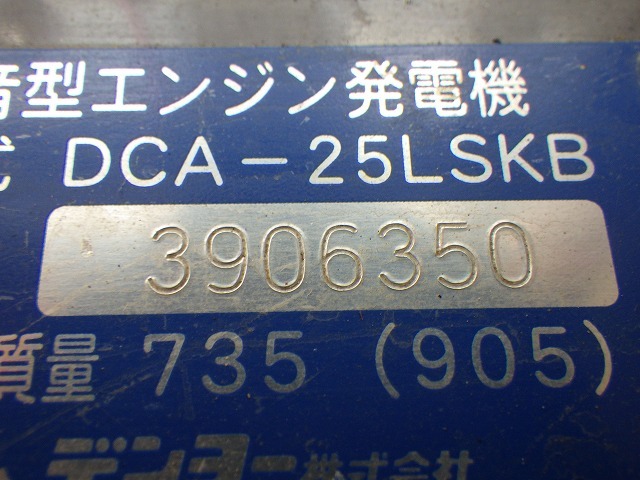 音型エンジン発電機
式 DCA-25LSKB
3906350
質量 735 (905)
デンヨー株式会社